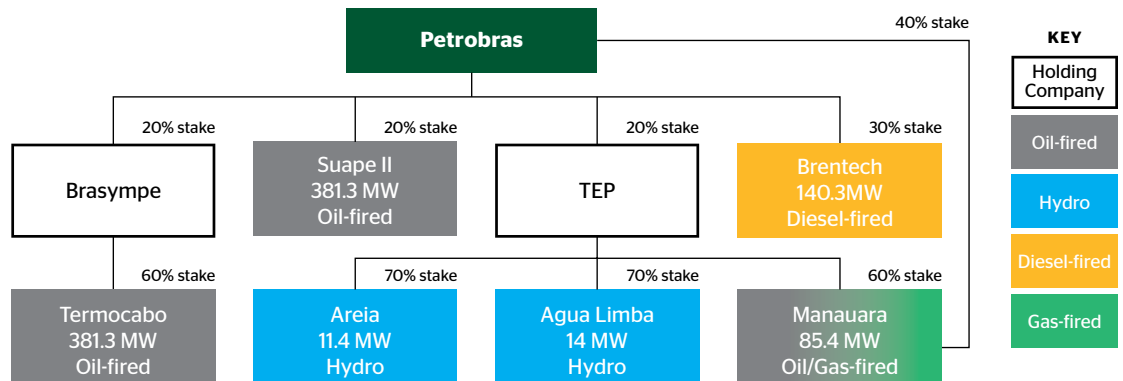 Petrobras
40% stake
20% stake
20% stake
20% stake
30% stake
Brasympe
Suape II
381.3 MW
Oil-fired
TEP
Brentech
140.3MW
Diesel-fired
60% stake
70% stake
70% stake
60% stake
Termocabo
381.3 MW
Oil-fired
Areia
11.4 MW
Hydro
Agua Limba
14 MW
Hydro
Manauara
85.4 MW
Oil/Gas-fired
KEY
Holding
Company
Oil-fired
Hydro
Diesel-fired
Gas-fired